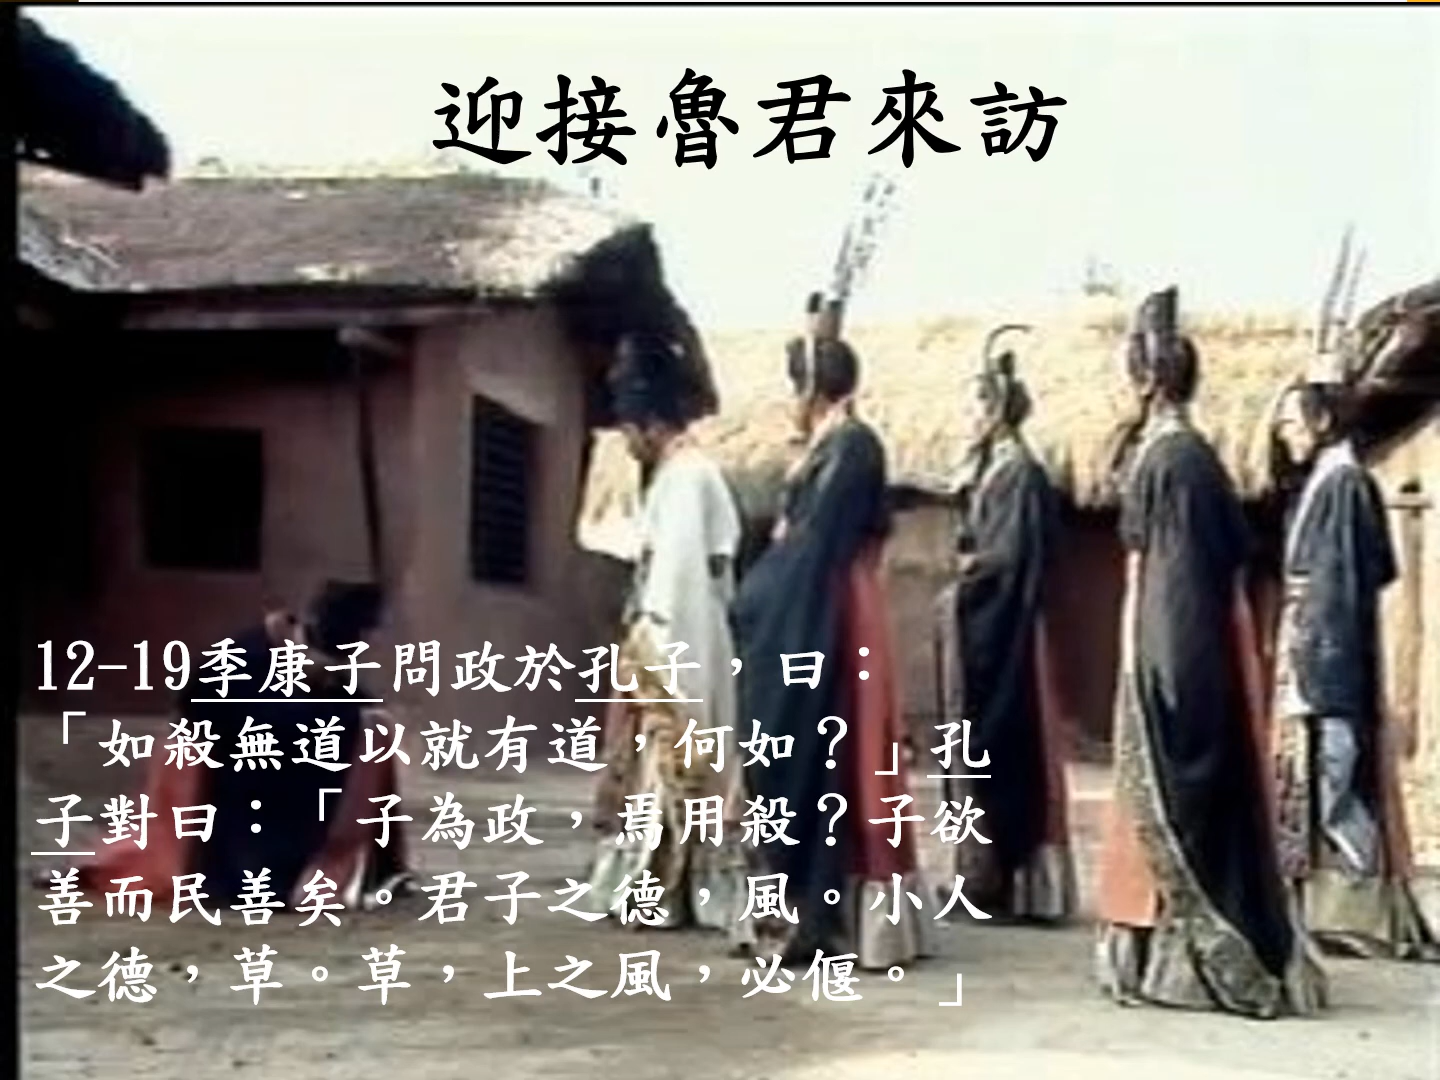 迎接魯君來訪
12-19季康子問政於孔子，曰：
「如殺無道以就有道，何如？」孔
子對曰：「子為政，焉用殺？子欲
善而民善矣。君子之德，風。小人
之德，草。草，上之風，必偃。」